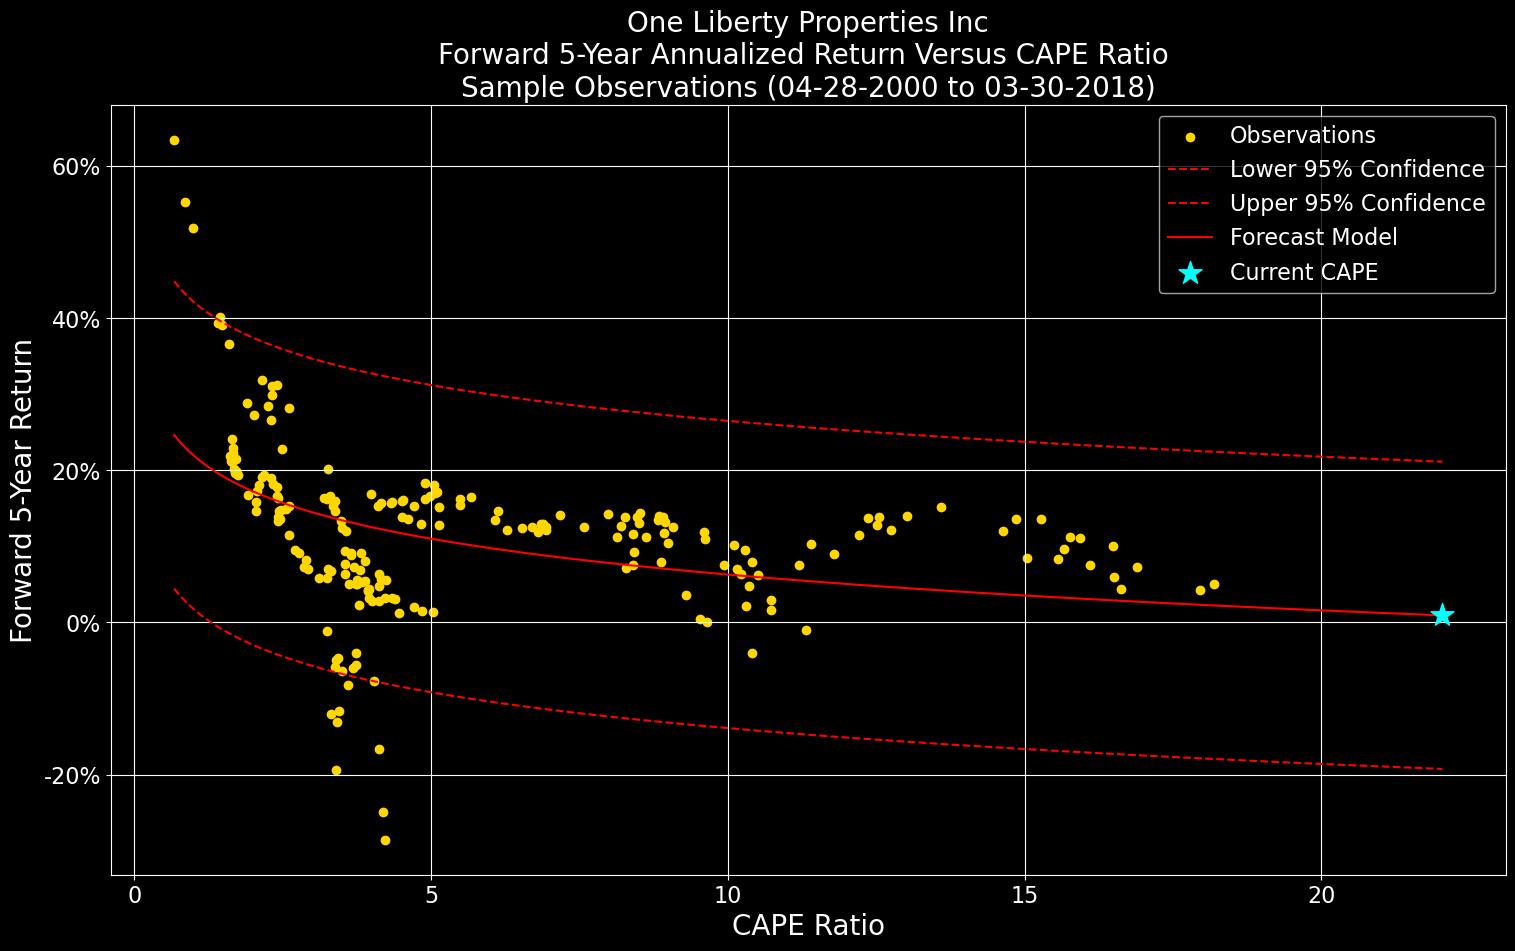 One Liberty Properties Inc
Forward 5-Year Annualized Return Versus CAPE Ratio
Sample Observations (04-28-2000 to 03-30-2018)
Observations
Lower 95% Confidence
Upper 95% Confidence
Forecast Model
Current CAPE
Forward 5-Year Return
60%
40%
20%
0%
-20%
0
5
10
15
20
CAPE Ratio